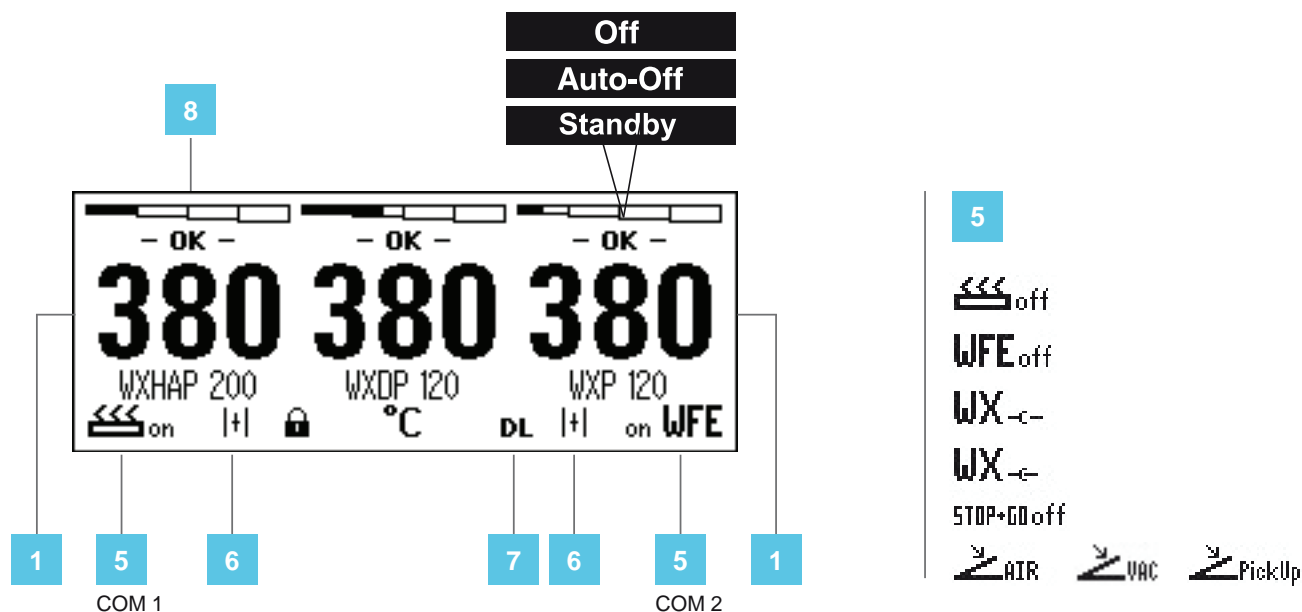 Off
Auto-Off
Standby
8
– OK – – OK – – OK –
380 380 380
WXHAP 200 WXDP 120 WXP 120
on °C DL on WFE
1 5 6 7 6 5 1
COM 1 COM 2
5
off
WFE off
WX
WX
STOP+GO off
AIR VAC PickUp